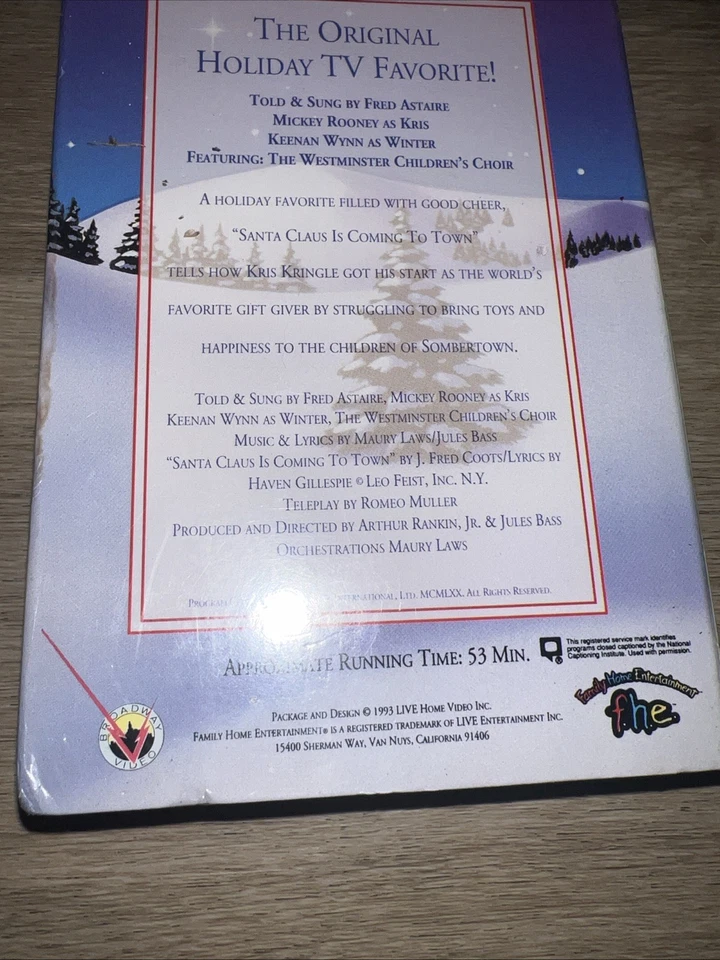 The Original
Holiday TV Favorite!
Told & Sung by Fred Astaire
Mickey Rooney as Kris
Keenan Wynn as Winter
Featuring: The Westminster Children's Choir
A holiday favorite filled with good cheer,
"Santa Claus Is Coming To Town"
tells how Kris Kringle got his start as the world's
favorite gift giver by struggling to bring toys and
happiness to the children of Sombertown.
Told & Sung by Fred Astaire, Mickey Rooney as Kris
Keenan Wynn as Winter, The Westminster Children's Choir
Music & Lyrics by Maury Laws/Jules Bass
"Santa Claus Is Coming To Town" by J. Fred Coots/Lyrics by
Haven Gillespie © Leo Feist, Inc. N.Y.
Teleplay by Romeo Muller
Produced and Directed by Arthur Rankin, Jr. & Jules Bass
Orchestrations Maury Laws
International, Ltd. MCMLXX. All Rights Reserved.
Approximate Running Time: 53 Min.
This registered service mark identifies
programs closed captioned by the National
Captioning Institute. Used with permission.
Family Home Entertainment
f.h.e.
Broadway
Video
Package and Design © 1993 LIVE Home Video Inc.
Family Home Entertainment® is a registered trademark of LIVE Entertainment Inc.
15400 Sherman Way, Van Nuys, California 91406